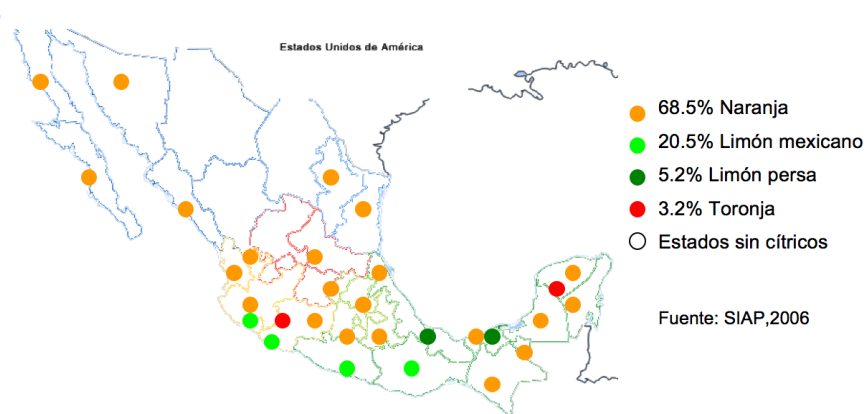 Estados Unidos de América
68.5% Naranja
20.5% Limón mexicano
5.2% Limón persa
3.2% Toronja
Estados sin cítricos
Fuente: SIAP,2006